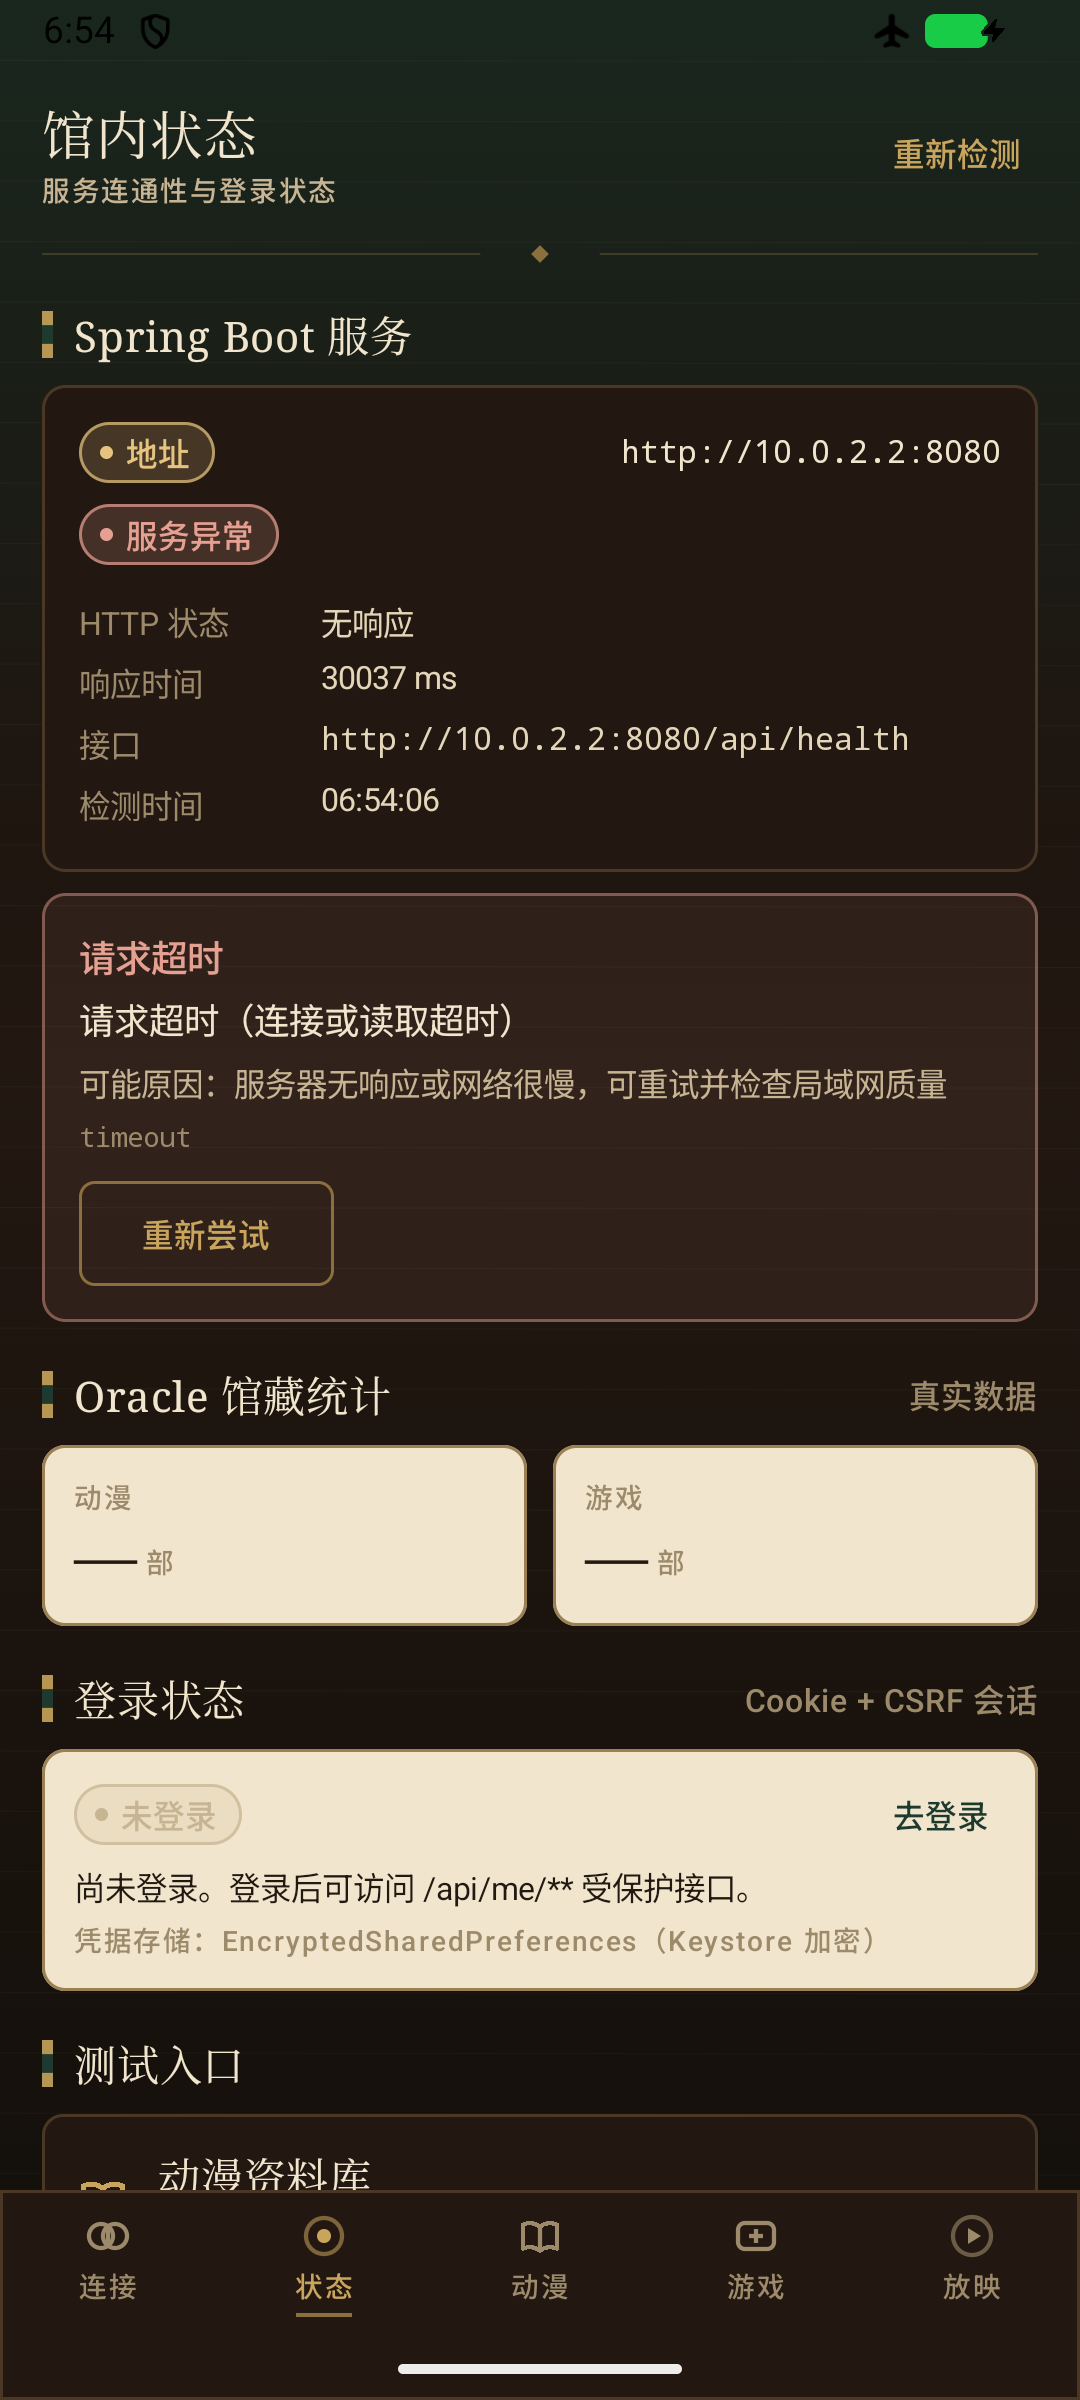 6:54
馆内状态
服务连通性与登录状态
重新检测
Spring Boot 服务
地址
http://10.0.2.2:8080
服务异常
HTTP 状态 无响应
响应时间 30037 ms
接口 http://10.0.2.2:8080/api/health
检测时间 06:54:06
请求超时
请求超时（连接或读取超时）
可能原因：服务器无响应或网络很慢，可重试并检查局域网质量
timeout
重新尝试
Oracle 馆藏统计 真实数据
动漫 游戏
—— 部 —— 部
登录状态 Cookie + CSRF 会话
未登录 去登录
尚未登录。登录后可访问 /api/me/** 受保护接口。
凭据存储：EncryptedSharedPreferences（Keystore 加密）
测试入口
动漫资料库
连接 状态 动漫 游戏 放映